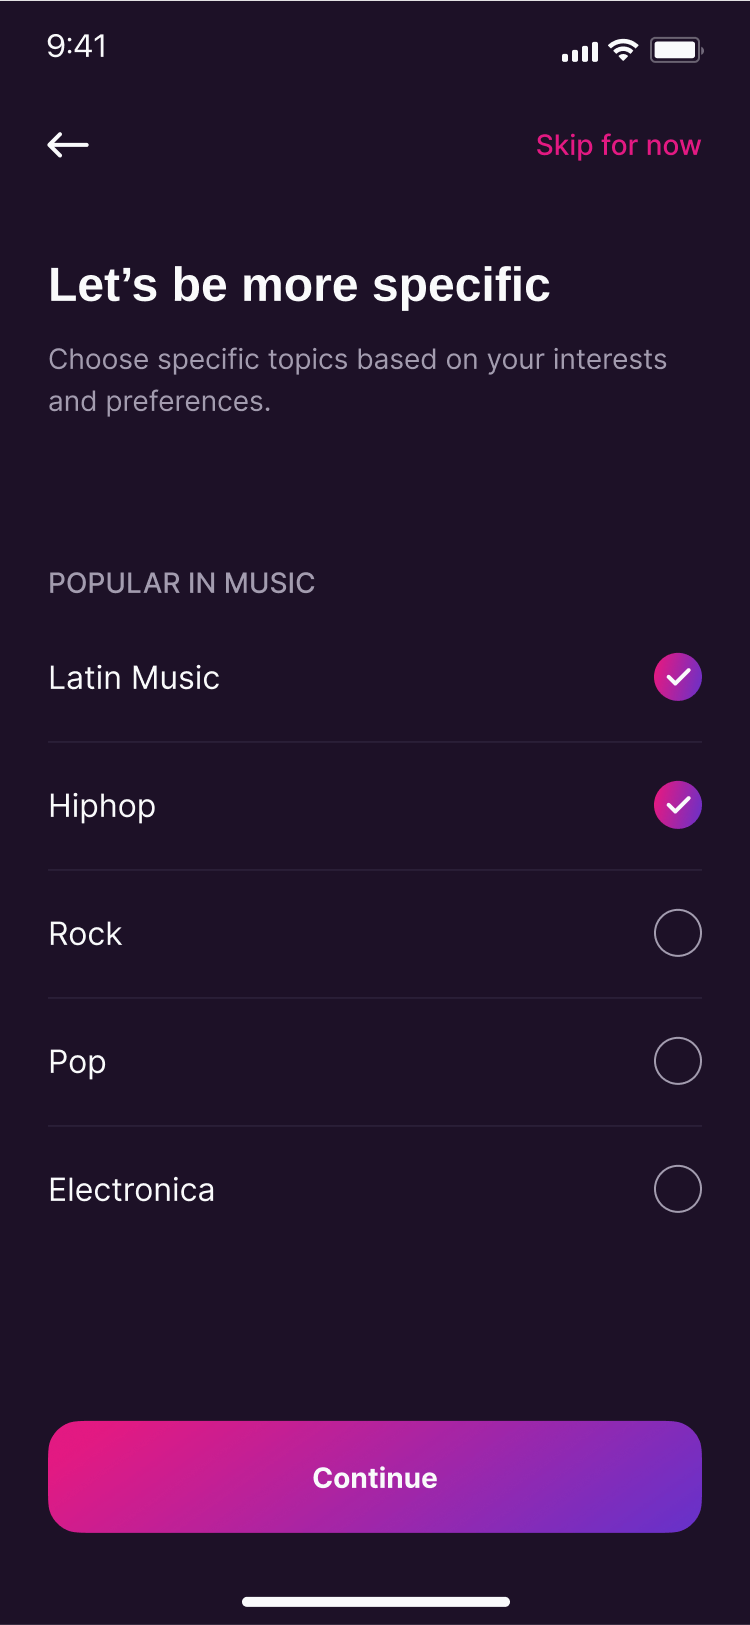 9:41
Skip for now
Let’s be more specific
Choose specific topics based on your interests
and preferences.
POPULAR IN MUSIC
Latin Music
Hiphop
Rock
Pop
Electronica
Continue